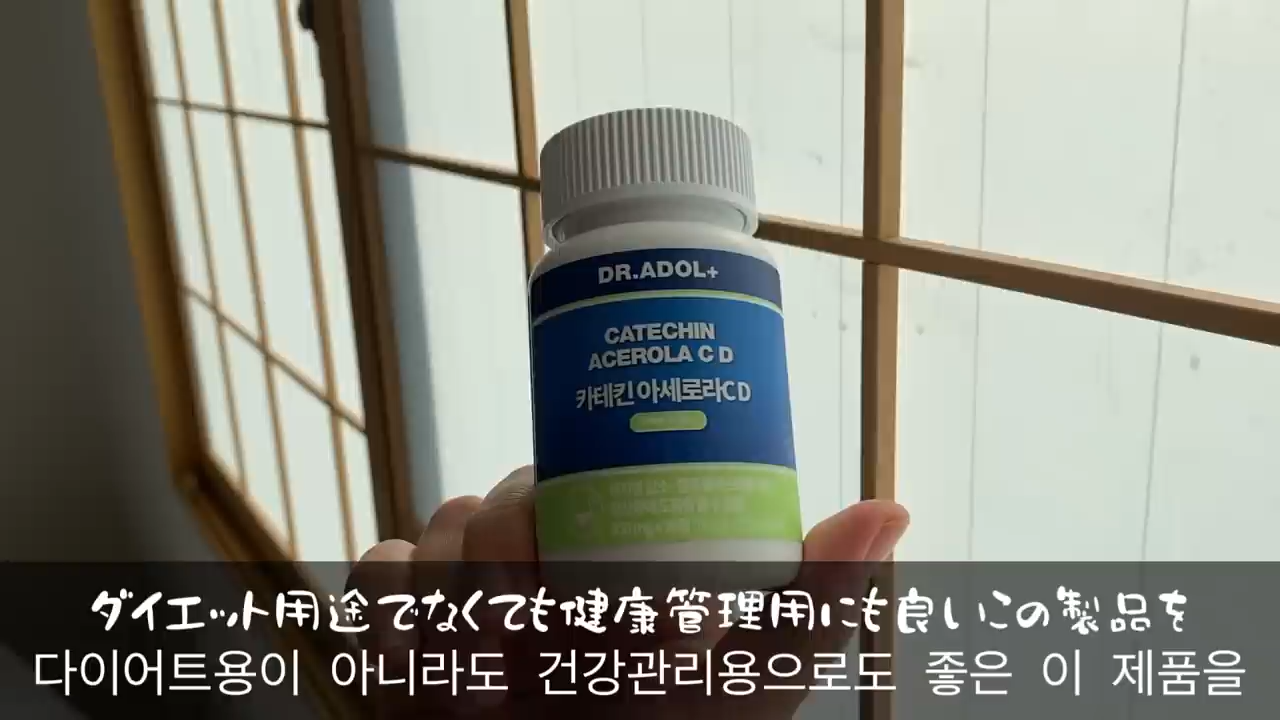 DR.ADOL+
CATECHIN
ACEROLA C D
카테킨 아세로라C D
ダイエット用途でなくても健康管理用にも良いこの製品を
다이어트용이 아니라도 건강관리용으로도 좋은 이 제품을